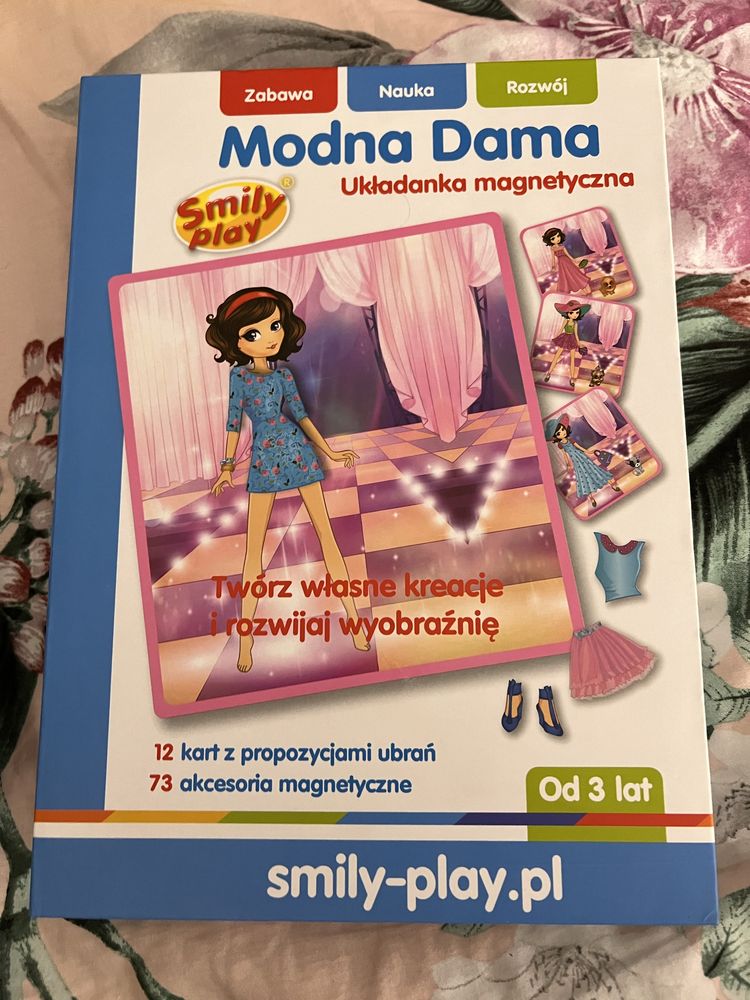 Zabawa
Nauka
Rozwój
Modna Dama
Układanka magnetyczna
Smily
play®
Twórz własne kreacje
i rozwijaj wyobraźnię
12 kart z propozycjami ubrań
73 akcesoria magnetyczne
Od 3 lat
smily-play.pl